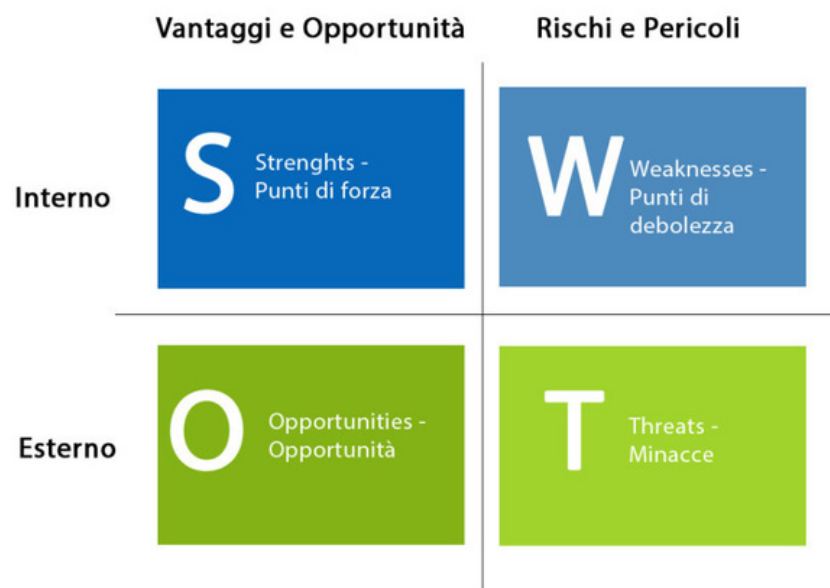 Vantaggi e Opportunità
Rischi e Pericoli
Interno
S
Strenghts -
Punti di forza
W
Weaknesses -
Punti di
debolezza
Esterno
O
Opportunities -
Opportunità
T
Threats -
Minacce